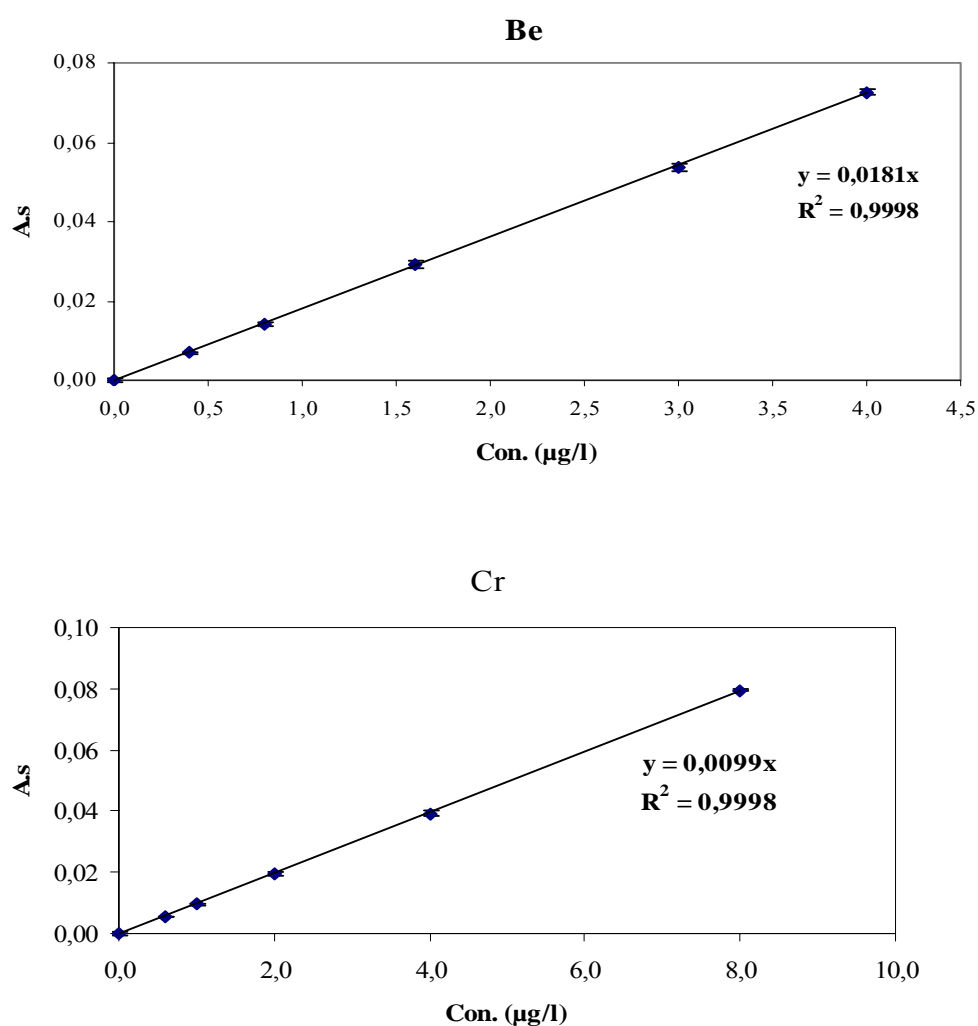 Be
0,08
0,06
0,04
0,02
0,00
A.s
y = 0,0181x
R² = 0,9998
0,0 0,5 1,0 1,5 2,0 2,5 3,0 3,5 4,0 4,5
Con. (µg/l)
Cr
0,10
0,08
0,06
0,04
0,02
0,00
A.s
y = 0,0099x
R² = 0,9998
0,0 2,0 4,0 6,0 8,0 10,0
Con. (µg/l)